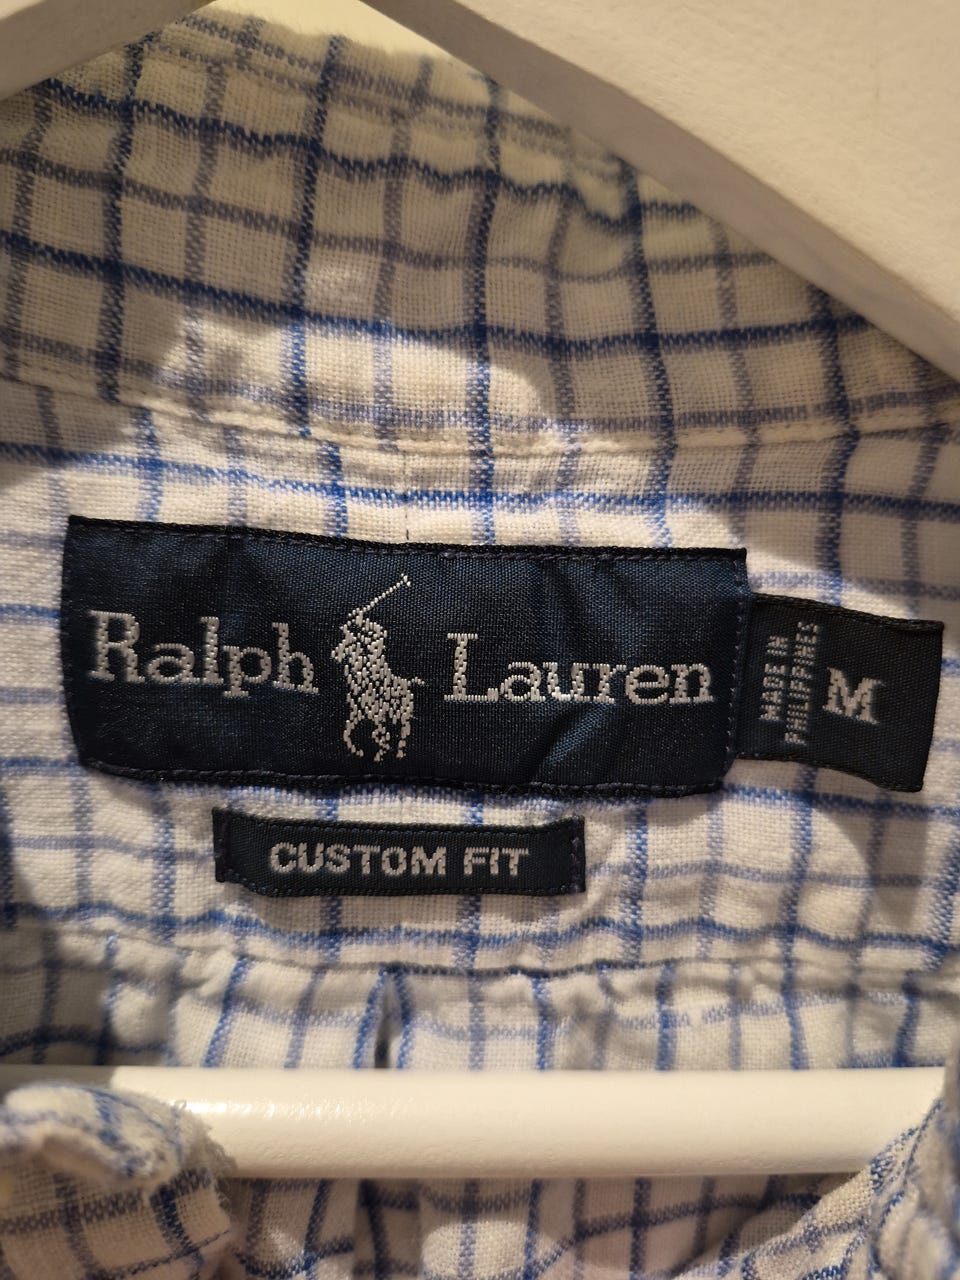 Ralph Lauren
MADE IN
PHILIPPINES
M
CUSTOM FIT